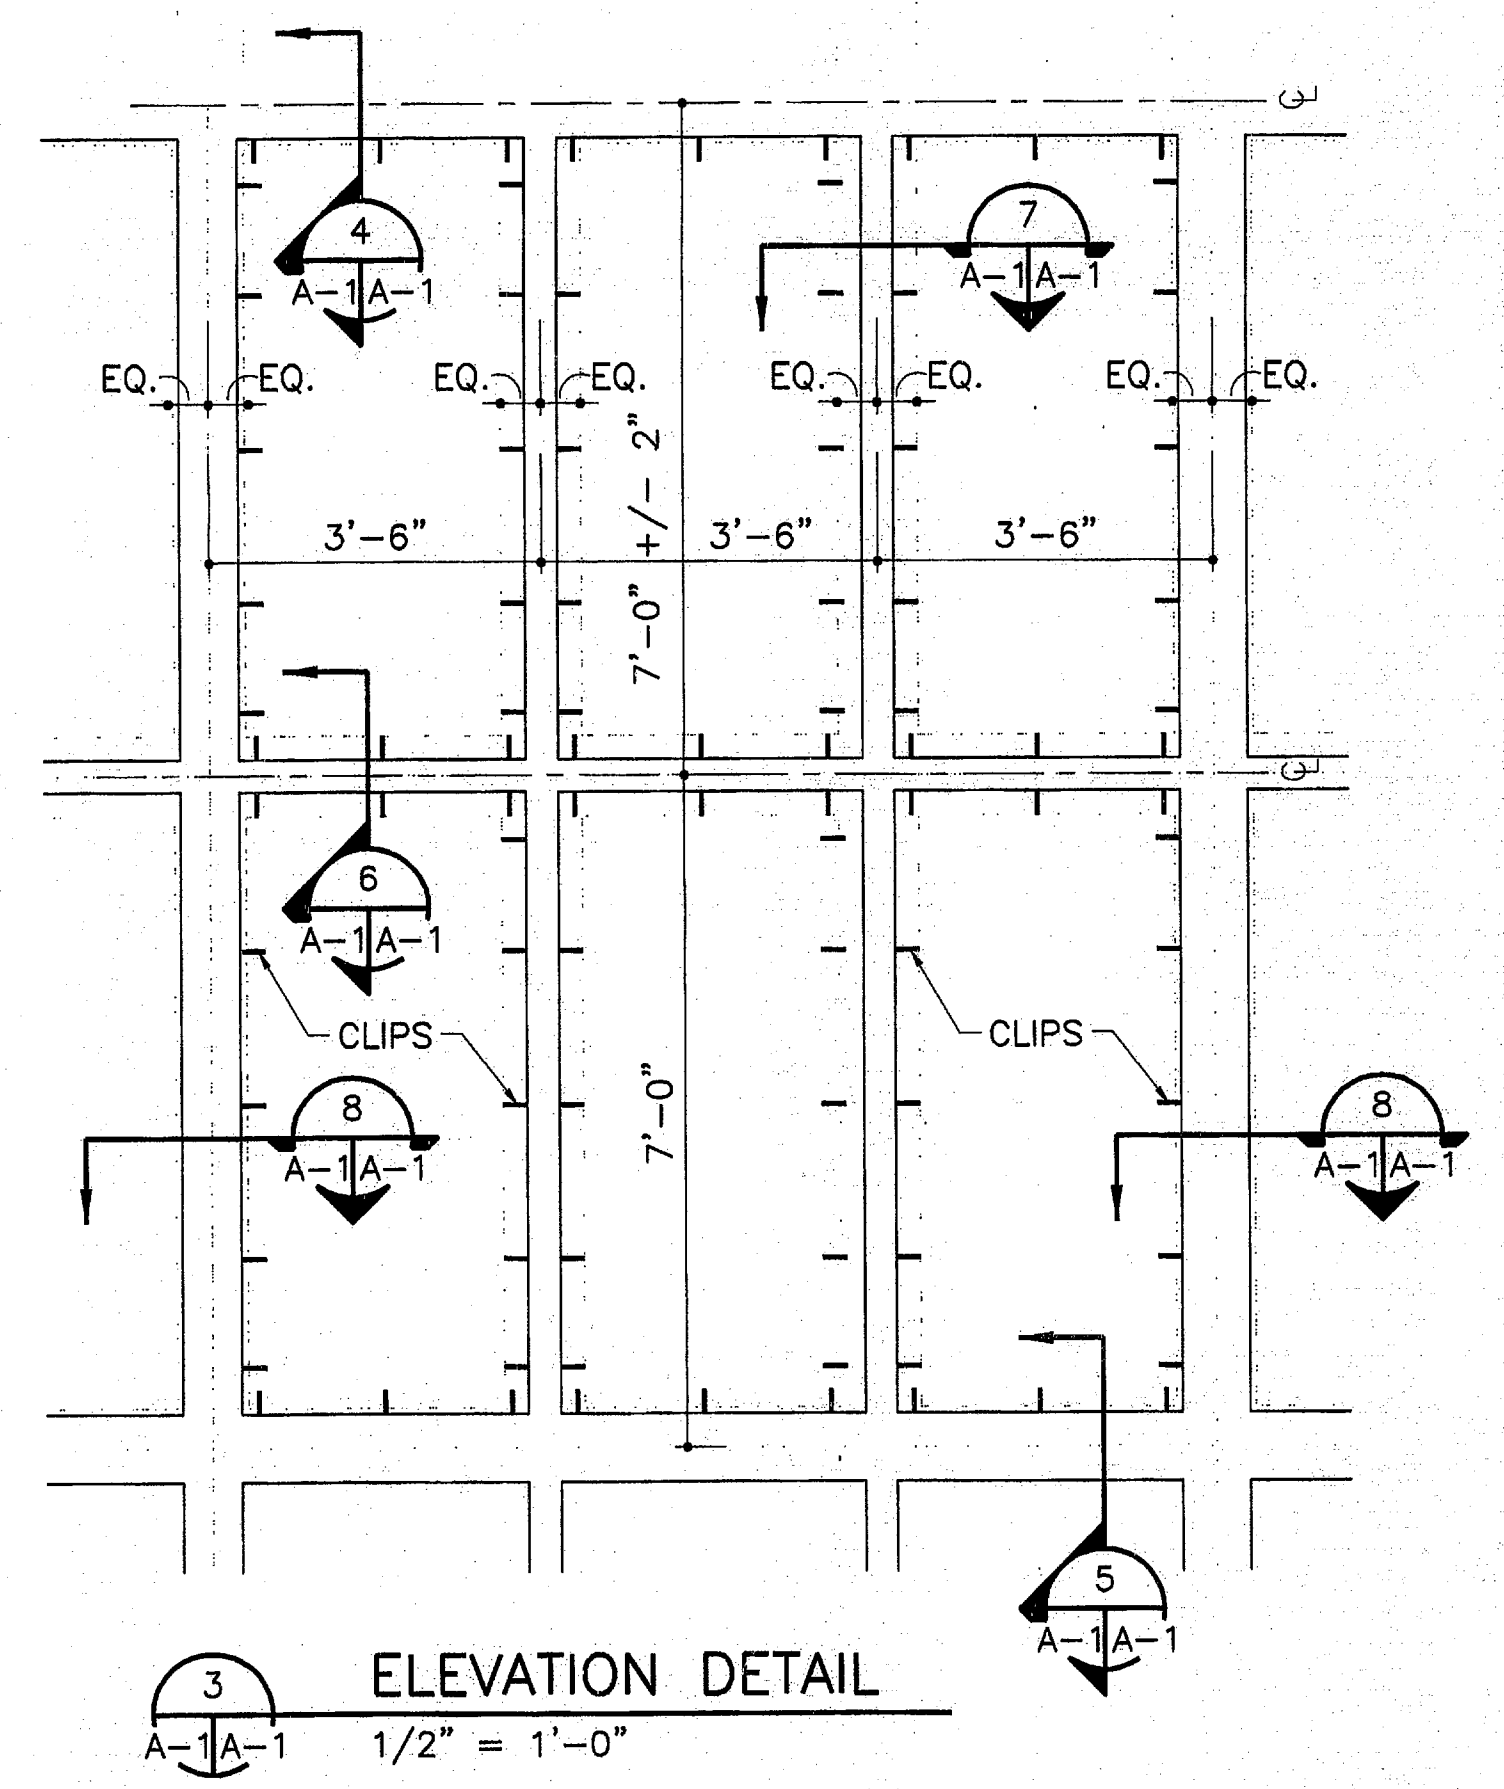 ℄
4
A-1 A-1
7
A-1 A-1
EQ. EQ. EQ. EQ. EQ. EQ. EQ. EQ.
3'-6" 3'-6" 3'-6"
7'-0" +/- 2"
℄
6
A-1 A-1
CLIPS CLIPS
7'-0"
8
A-1 A-1
8
A-1 A-1
5
A-1 A-1
3
A-1 A-1
ELEVATION DETAIL
1/2" = 1'-0"